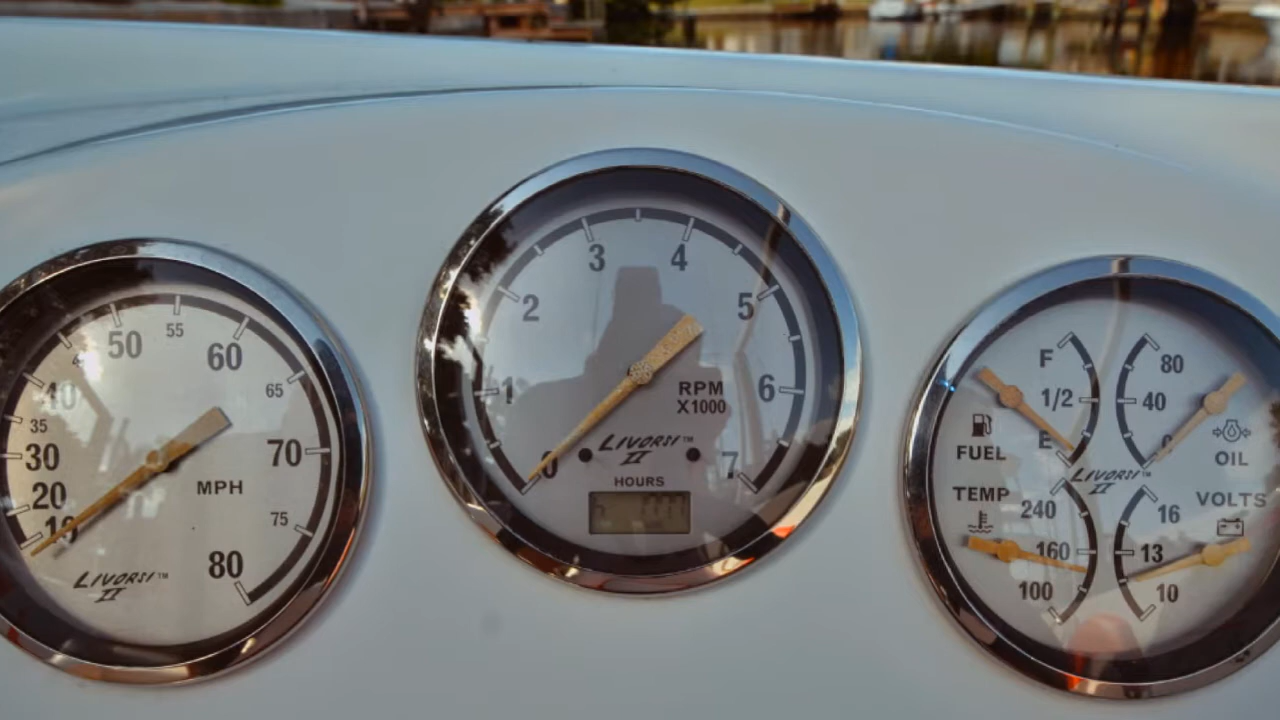 50
55
60
65
70
75
80
40
35
30
20
10
MPH
LIVORSI™
II
0
1
2
3
4
5
6
7
RPM
X1000
LIVORSI™
II
HOURS
F
1/2
E
FUEL
80
40
0
OIL
LIVORSI™
II
TEMP
240
160
100
VOLTS
16
13
10